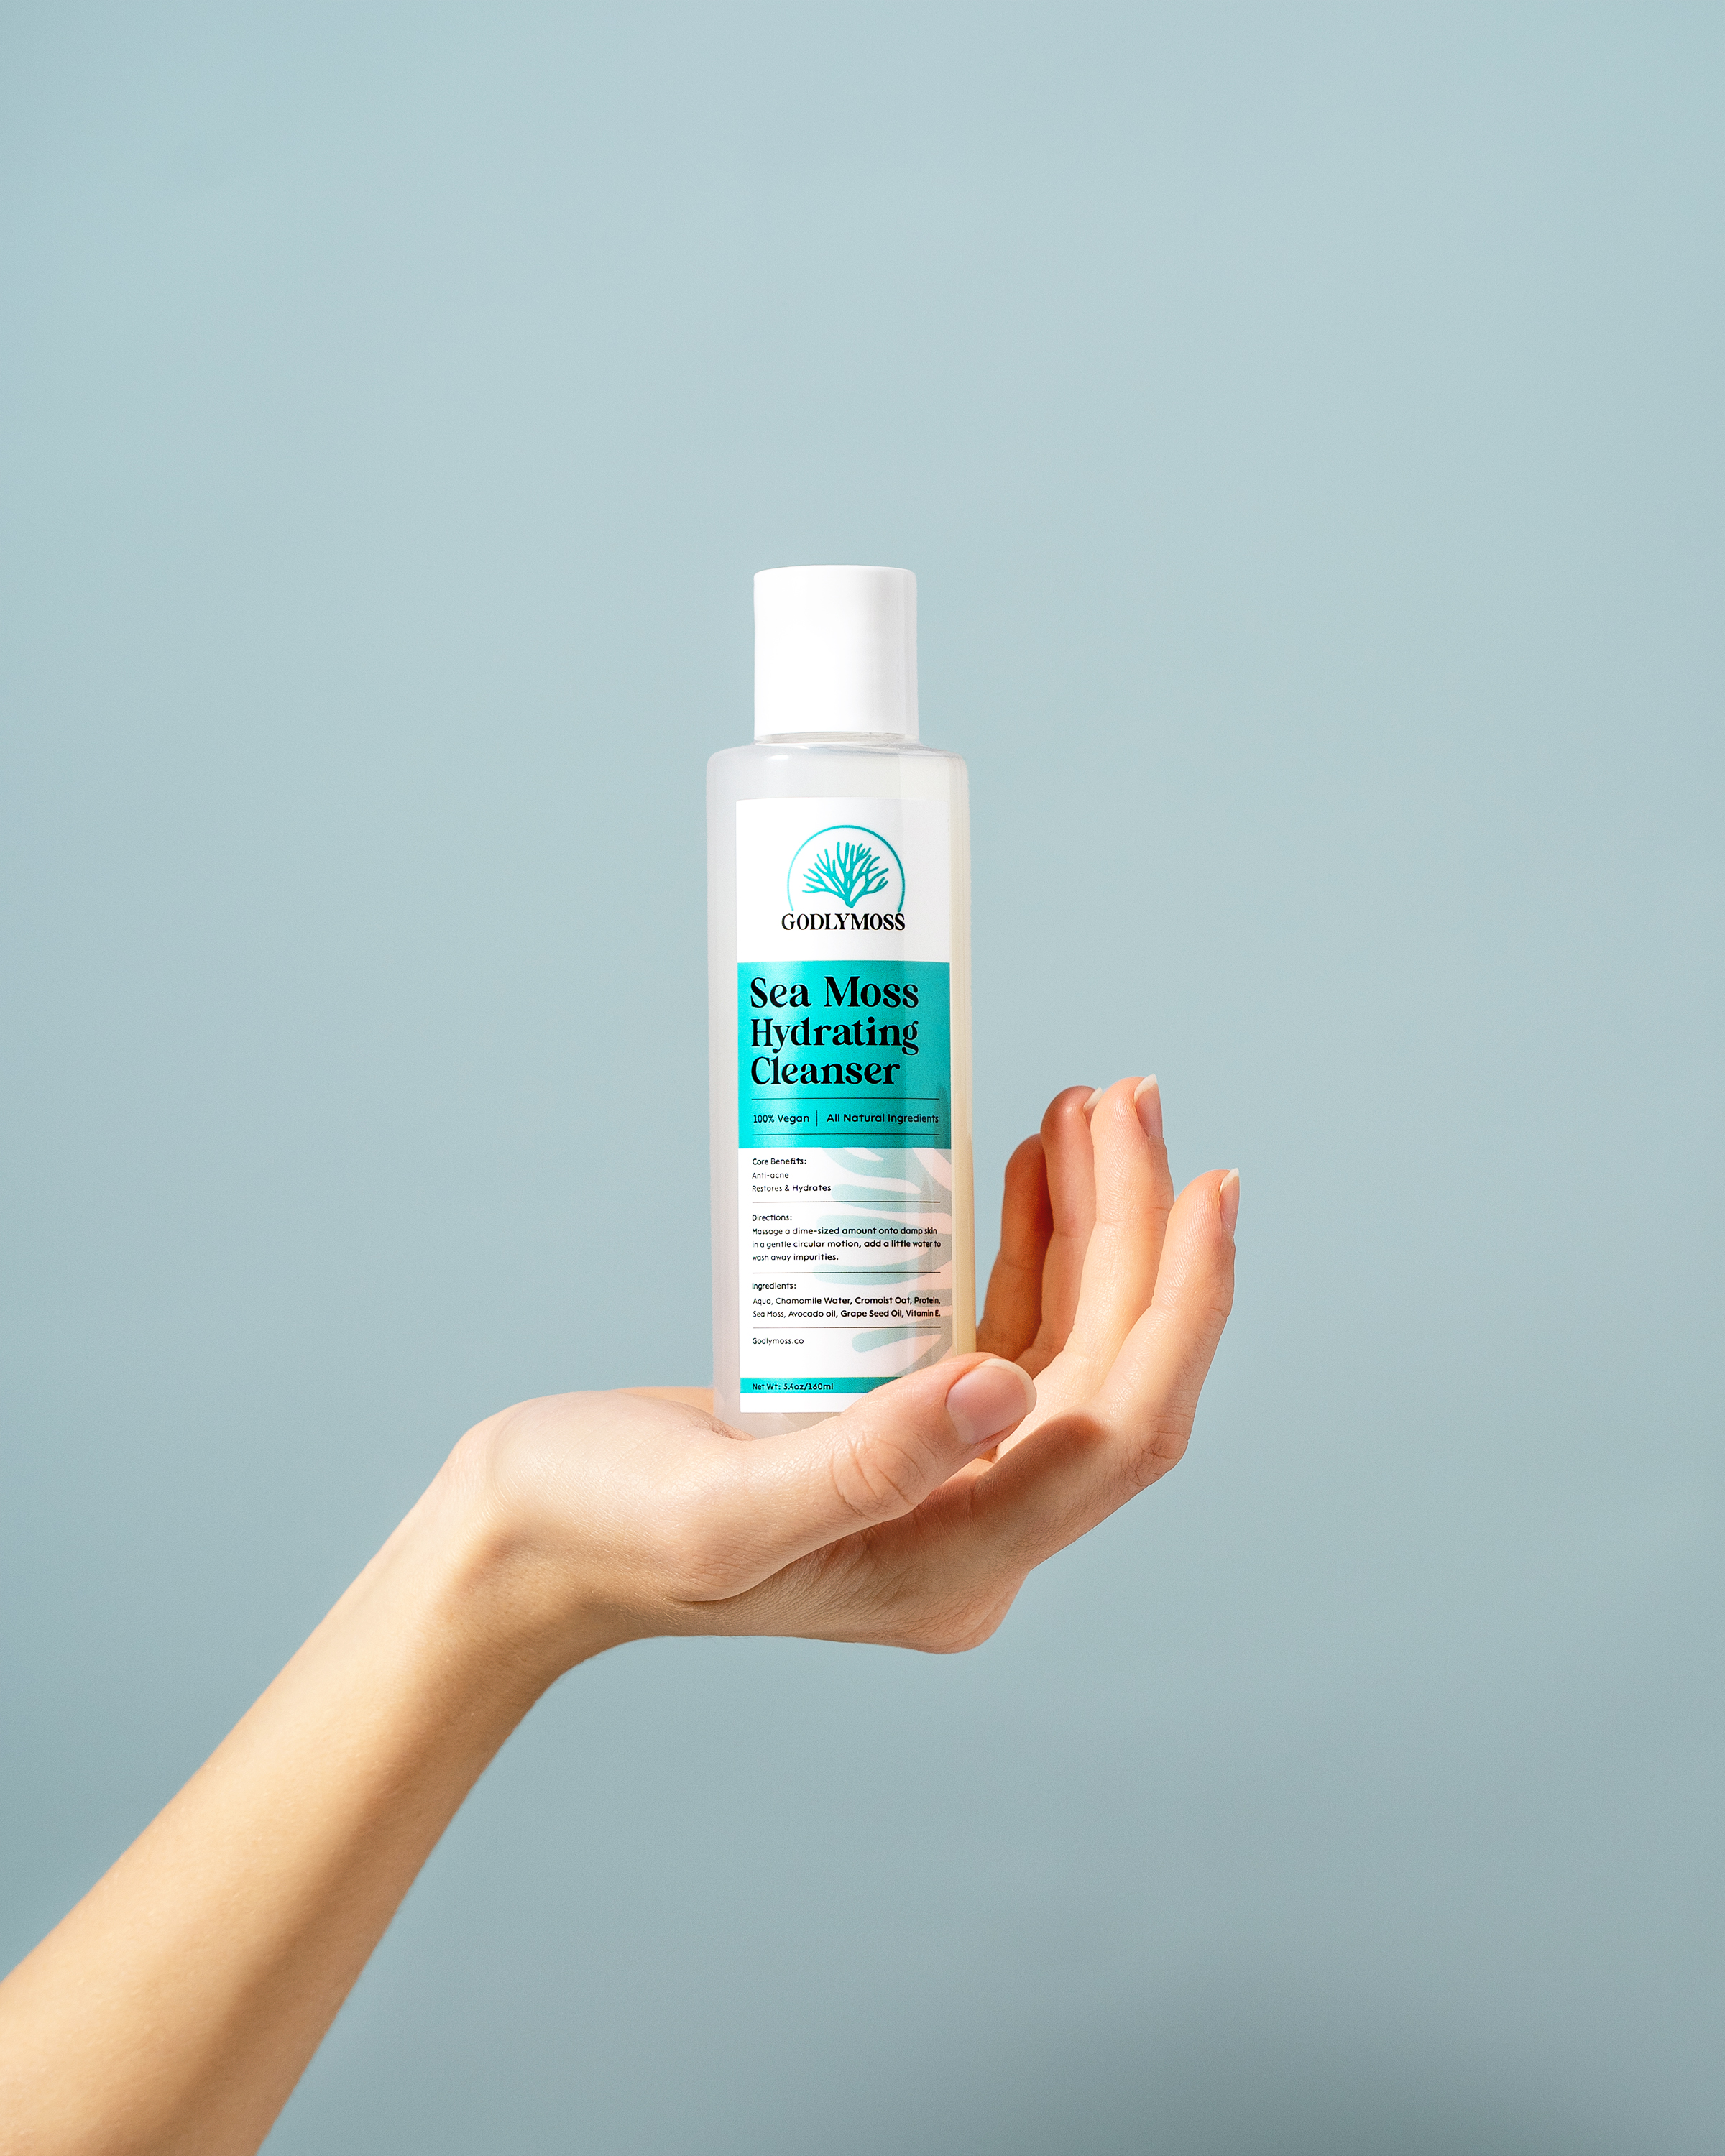 GODLYMOSS
Sea Moss
Hydrating
Cleanser
100% Vegan | All Natural Ingredients
Core Benefits:
Anti-acne
Restores & Hydrates
Directions:
Massage a dime-sized amount onto damp skin
in a gentle circular motion, add a little water to
wash away impurities.
Ingredients:
Aqua, Chamomile Water, Cromoist Oat, Protein,
Sea Moss, Avocado oil, Grape Seed Oil, Vitamin E.
Godlymoss.co
Net Wt: 5.4oz/160ml